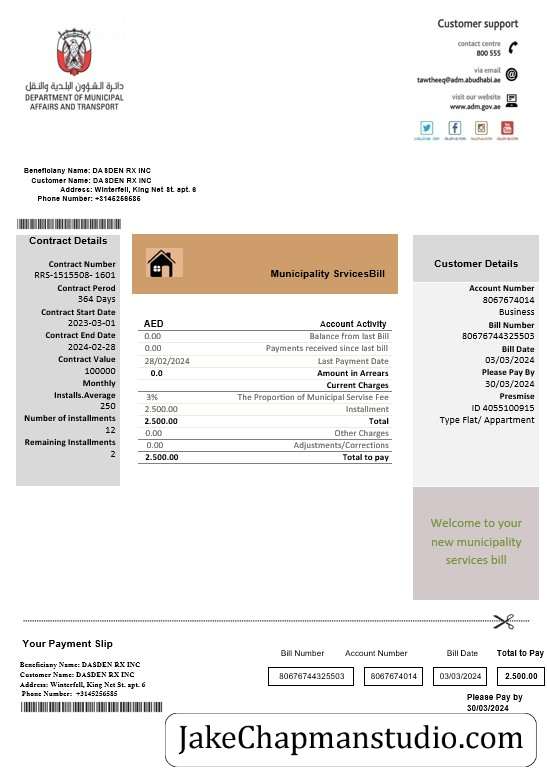 Customer support
contact centre
800 555
via email
tawtheeq@adm.abudhabi.ae
visit our website
www.adm.gov.ae
دائرة الشؤون البلدية والنقل
DEPARTMENT OF MUNICIPAL
AFFAIRS AND TRANSPORT
Beneficiany Name: DASDEN RX INC
Customer Name: DASDEN RX INC
Address: Winterfell, King Net St. apt. 6
Phone Number: +3145256585
Contract Details
Contract Number
RRS-1515508- 1601
Contract Perod
364 Days
Contract Start Date
2023-03-01
Contract End Date
2024-02-28
Contract Value
100000
Monthly
Installs.Average
250
Number of installments
12
Remaining Installments
2
Municipality SrvicesBill
AED Account Activity
0.00 Balance from last Bill
0.00 Payments received since last bill
28/02/2024 Last Payment Date
0.0 Amount in Arrears
Current Charges
3% The Proportion of Municipal Servise Fee
2.500.00 Installment
2.500.00 Total
0.00 Other Charges
0.00 Adjustments/Corrections
2.500.00 Total to pay
Customer Details
Account Number
8067674014
Business
Bill Number
80676744325503
Bill Date
03/03/2024
Please Pay By
30/03/2024
Presmise
ID 4055100915
Type Flat/ Appartment
Welcome to your
new municipality
services bill
Your Payment Slip
Beneficiany Name: DASDEN RX INC
Customer Name: DASDEN RX INC
Address: Winterfell, King Net St. apt. 6
Phone Number: +3145256585
Bill Number Account Number Bill Date Total to Pay
80676744325503 8067674014 03/03/2024 2.500.00
Please Pay by
30/03/2024
JakeChapmanstudio.com